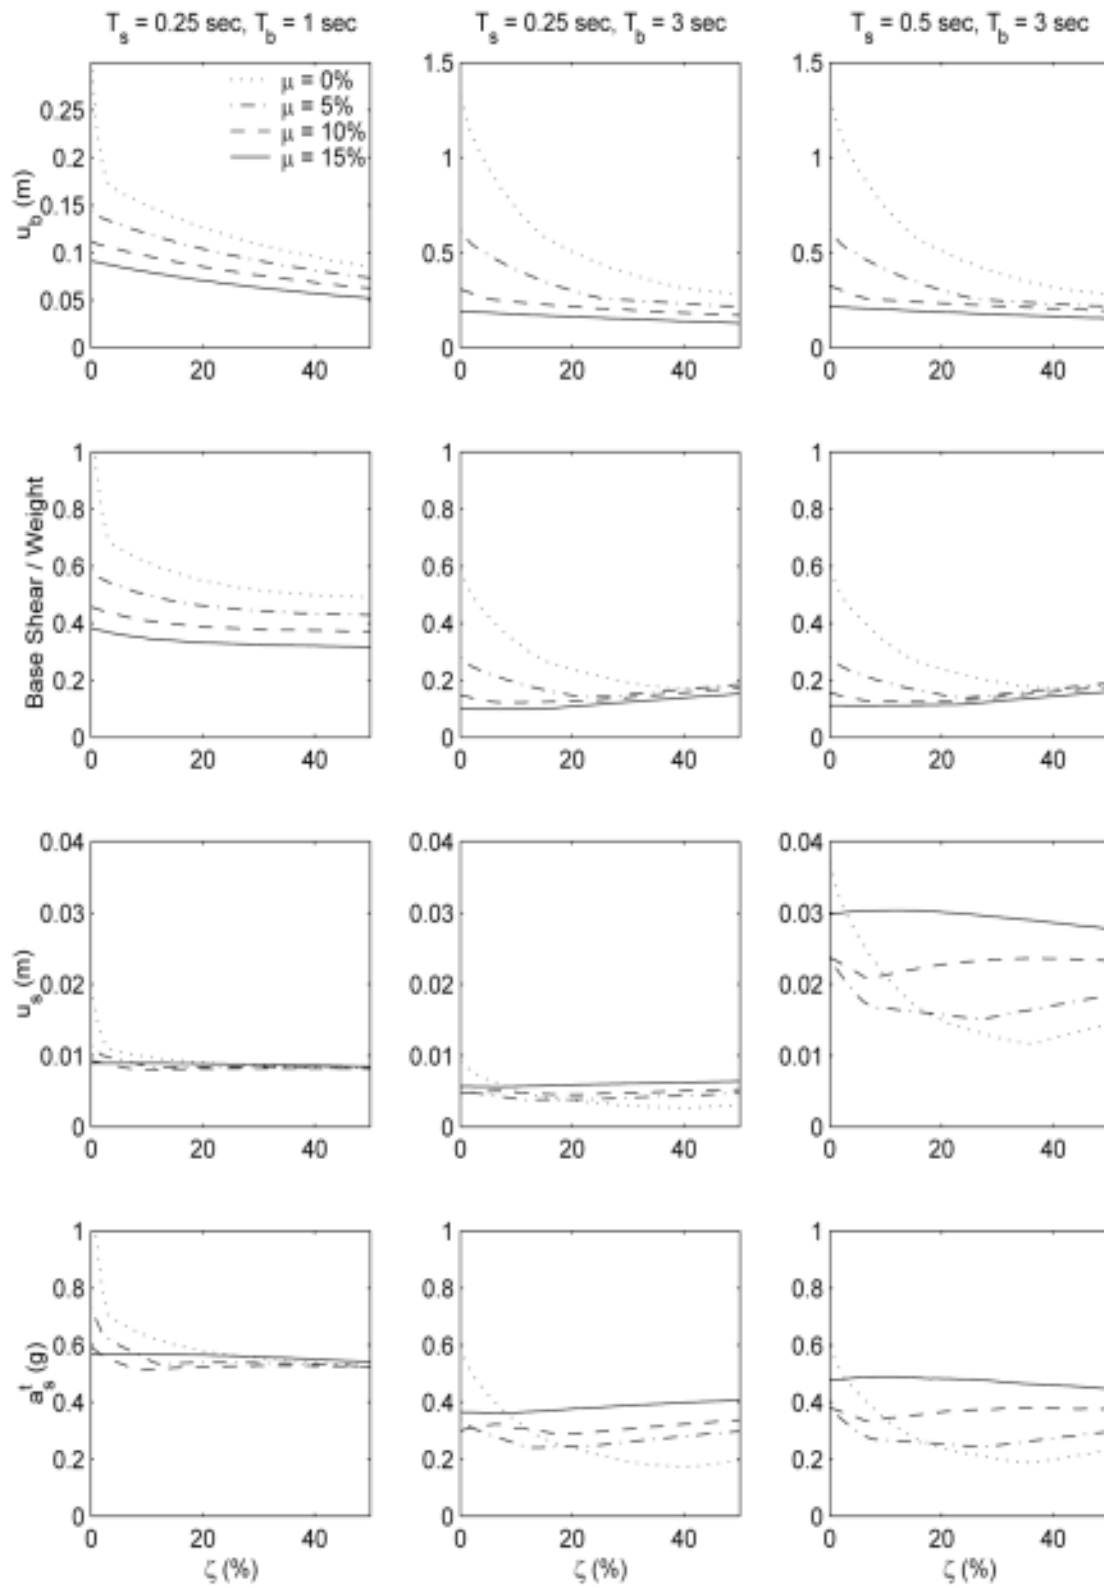 T_s = 0.25 sec, T_b = 1 sec T_s = 0.25 sec, T_b = 3 sec T_s = 0.5 sec, T_b = 3 sec
μ = 0%
μ = 5%
μ = 10%
μ = 15%
u_b (m)
0.25
0.2
0.15
0.1
0.05
0
0 20 40
1.5
1
0.5
0
0 20 40
1.5
1
0.5
0
0 20 40
Base Shear / Weight
1
0.8
0.6
0.4
0.2
0
0 20 40
1
0.8
0.6
0.4
0.2
0
0 20 40
1
0.8
0.6
0.4
0.2
0
0 20 40
u_s (m)
0.04
0.03
0.02
0.01
0
0 20 40
0.04
0.03
0.02
0.01
0
0 20 40
0.04
0.03
0.02
0.01
0
0 20 40
a_s^t (g)
1
0.8
0.6
0.4
0.2
0
0 20 40
ζ (%)
1
0.8
0.6
0.4
0.2
0
0 20 40
ζ (%)
1
0.8
0.6
0.4
0.2
0
0 20 40
ζ (%)